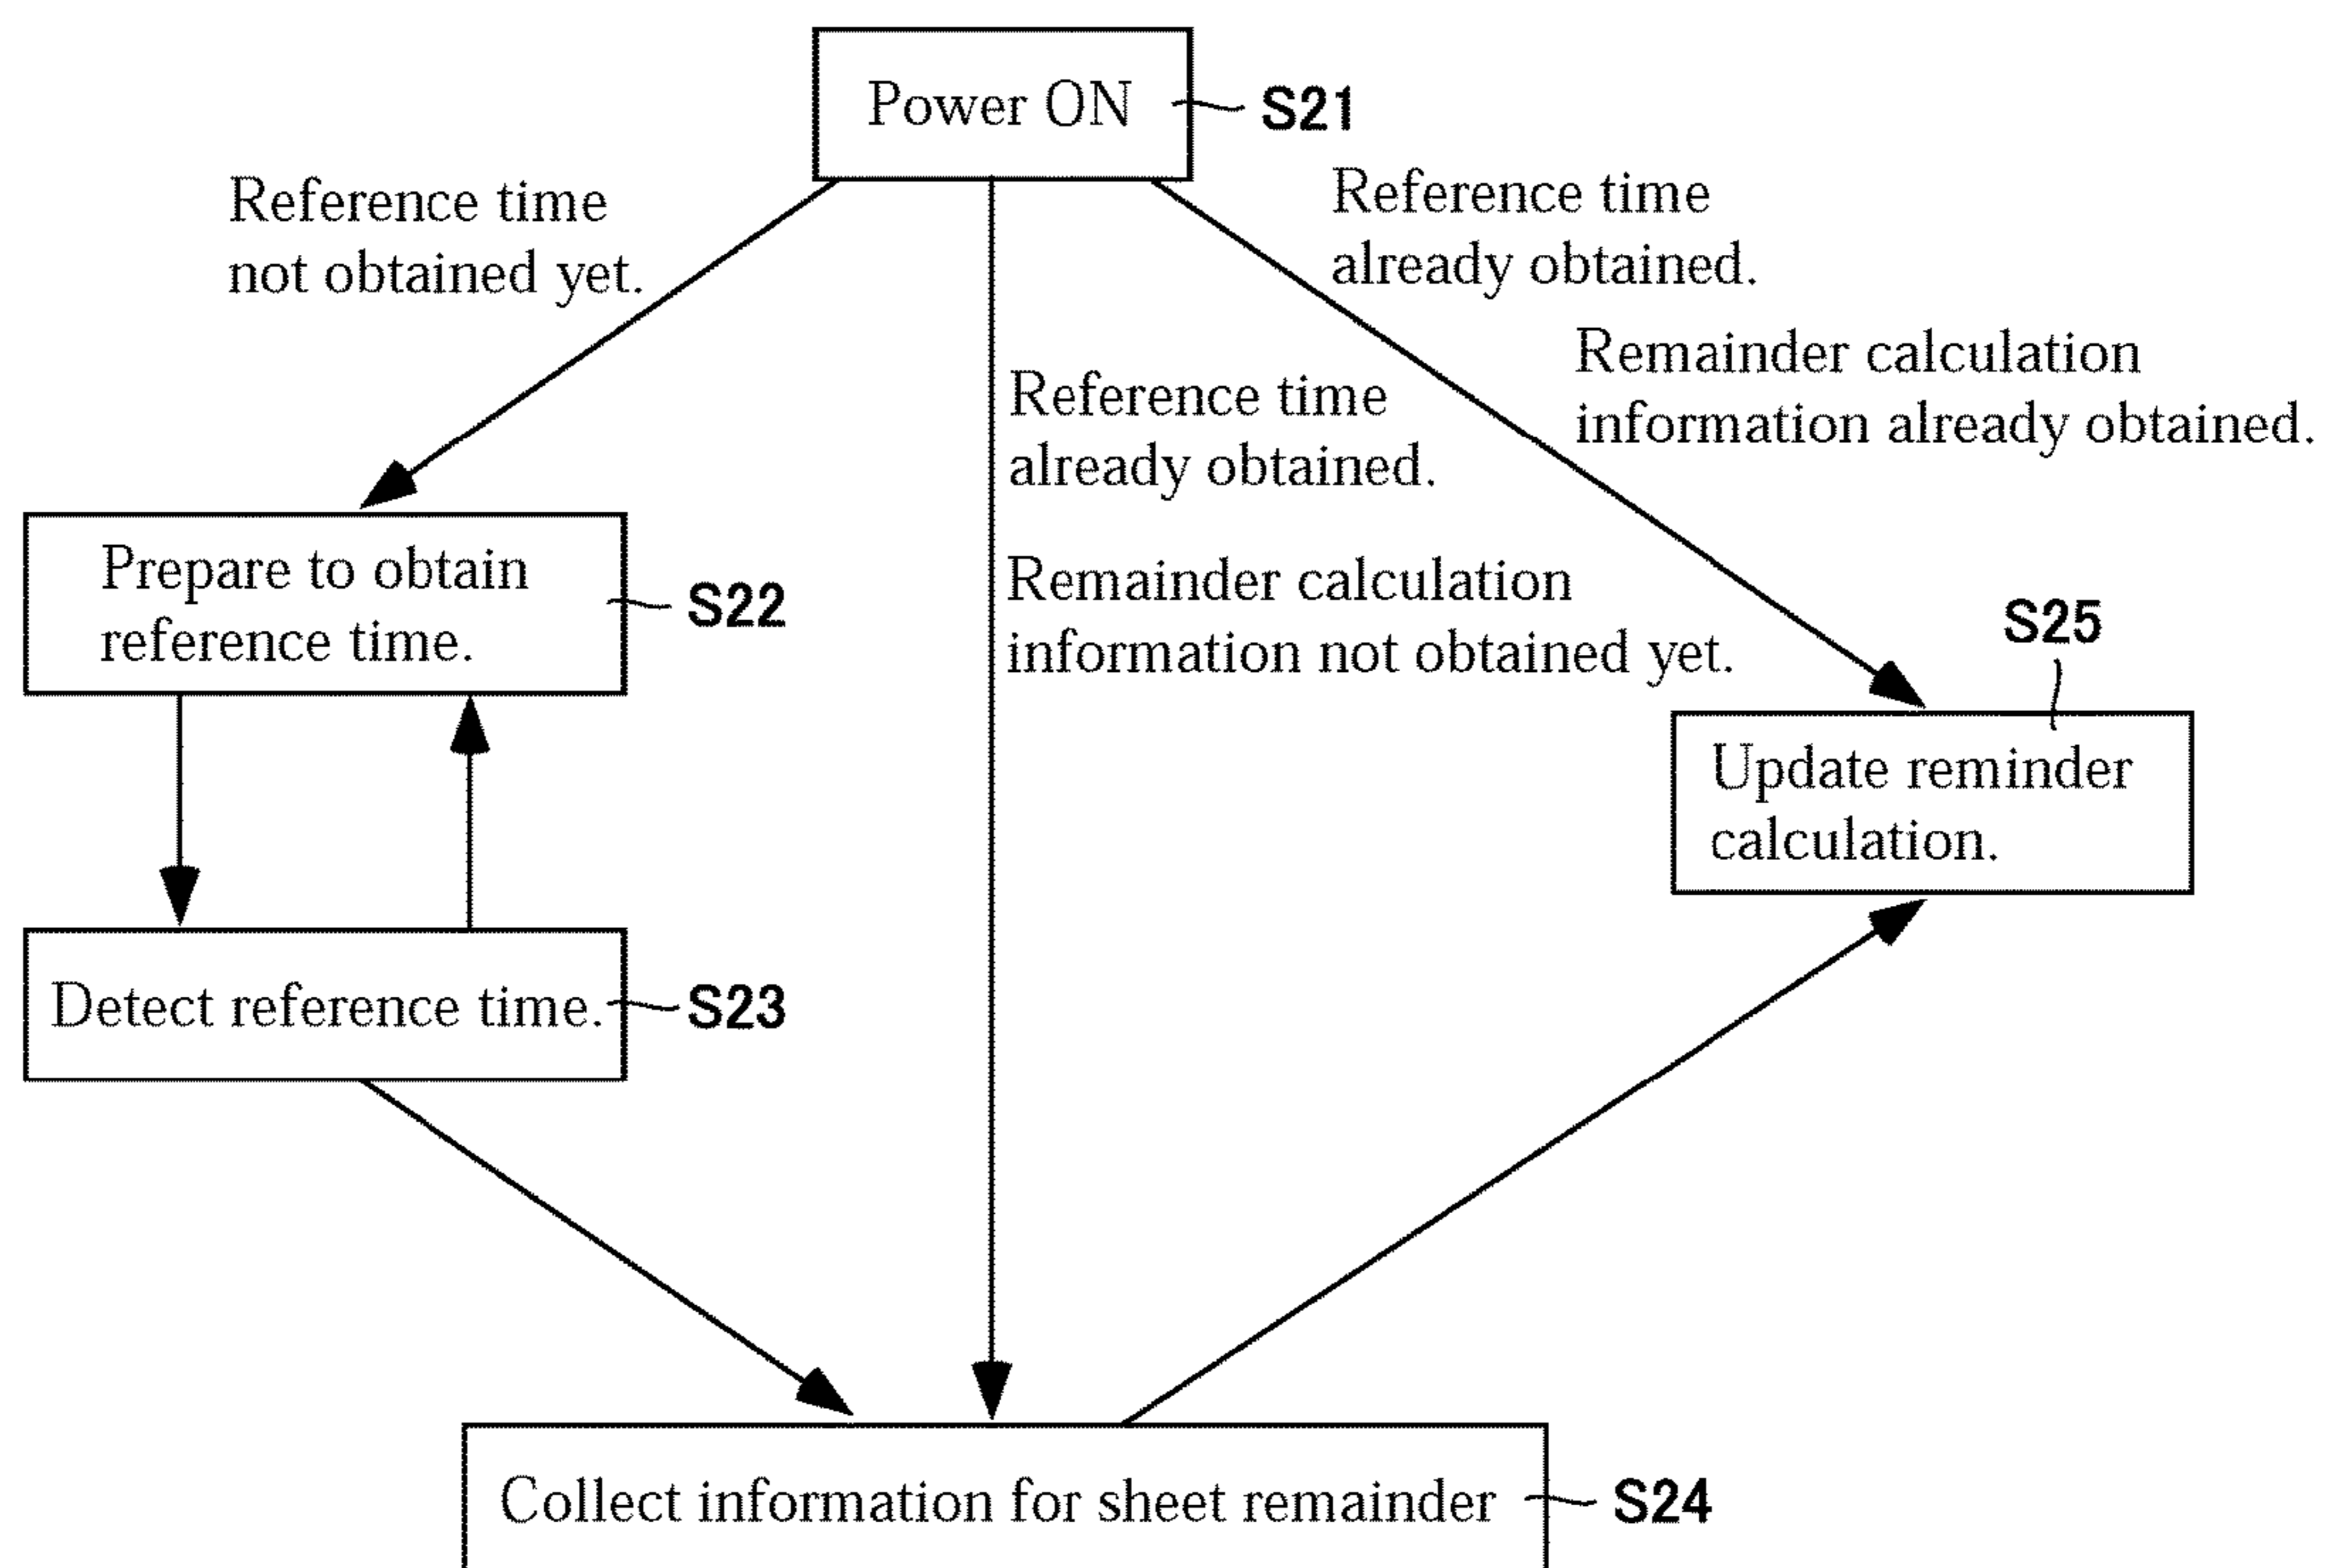 Power ON
S21
Reference time
not obtained yet.
Reference time
already obtained.
Remainder calculation
information already obtained.
Reference time
already obtained.
Remainder calculation
information not obtained yet.
Prepare to obtain
reference time.
S22
S25
Update reminder
calculation.
Detect reference time.
S23
Collect information for sheet remainder
S24